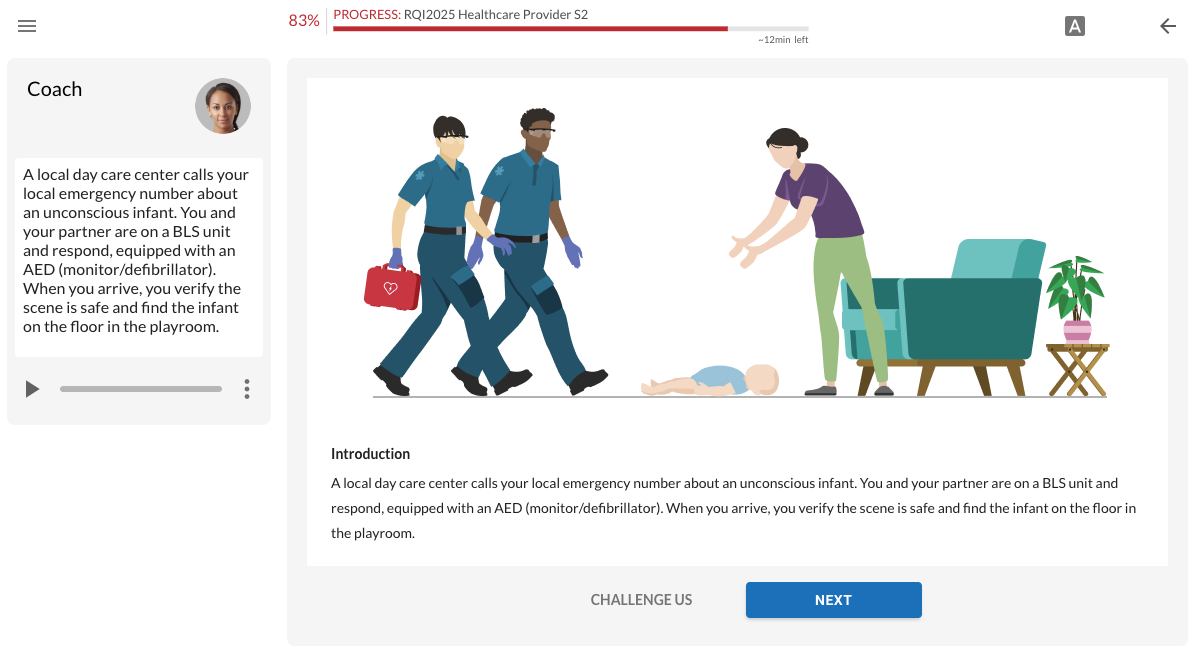 83%
PROGRESS: RQI2025 Healthcare Provider S2
~12min left
A
Coach
A local day care center calls your
local emergency number about
an unconscious infant. You and
your partner are on a BLS unit
and respond, equipped with an
AED (monitor/defibrillator).
When you arrive, you verify the
scene is safe and find the infant
on the floor in the playroom.
Introduction
A local day care center calls your local emergency number about an unconscious infant. You and your partner are on a BLS unit and
respond, equipped with an AED (monitor/defibrillator). When you arrive, you verify the scene is safe and find the infant on the floor in
the playroom.
CHALLENGE US
NEXT